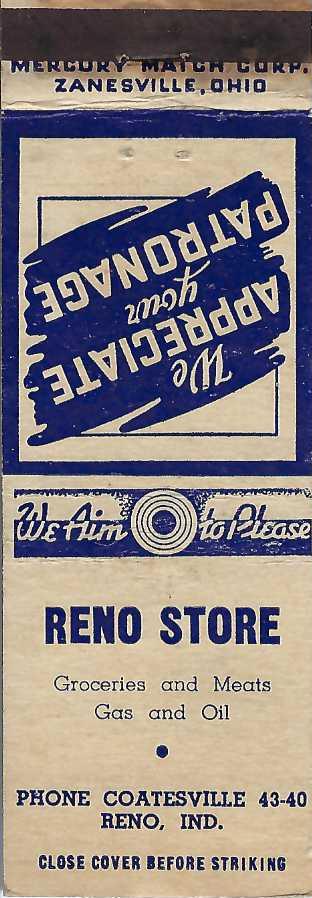 MERCURY MATCH CORP.
ZANESVILLE, OHIO
We
APPRECIATE
your
PATRONAGE
We Aim to Please
RENO STORE
Groceries and Meats
Gas and Oil
PHONE COATESVILLE 43-40
RENO, IND.
CLOSE COVER BEFORE STRIKING